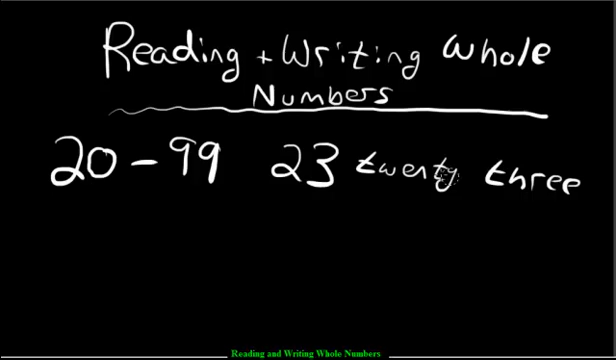 Reading + Writing Whole
Numbers
20 - 99 23 twenty three
Reading and Writing Whole Numbers